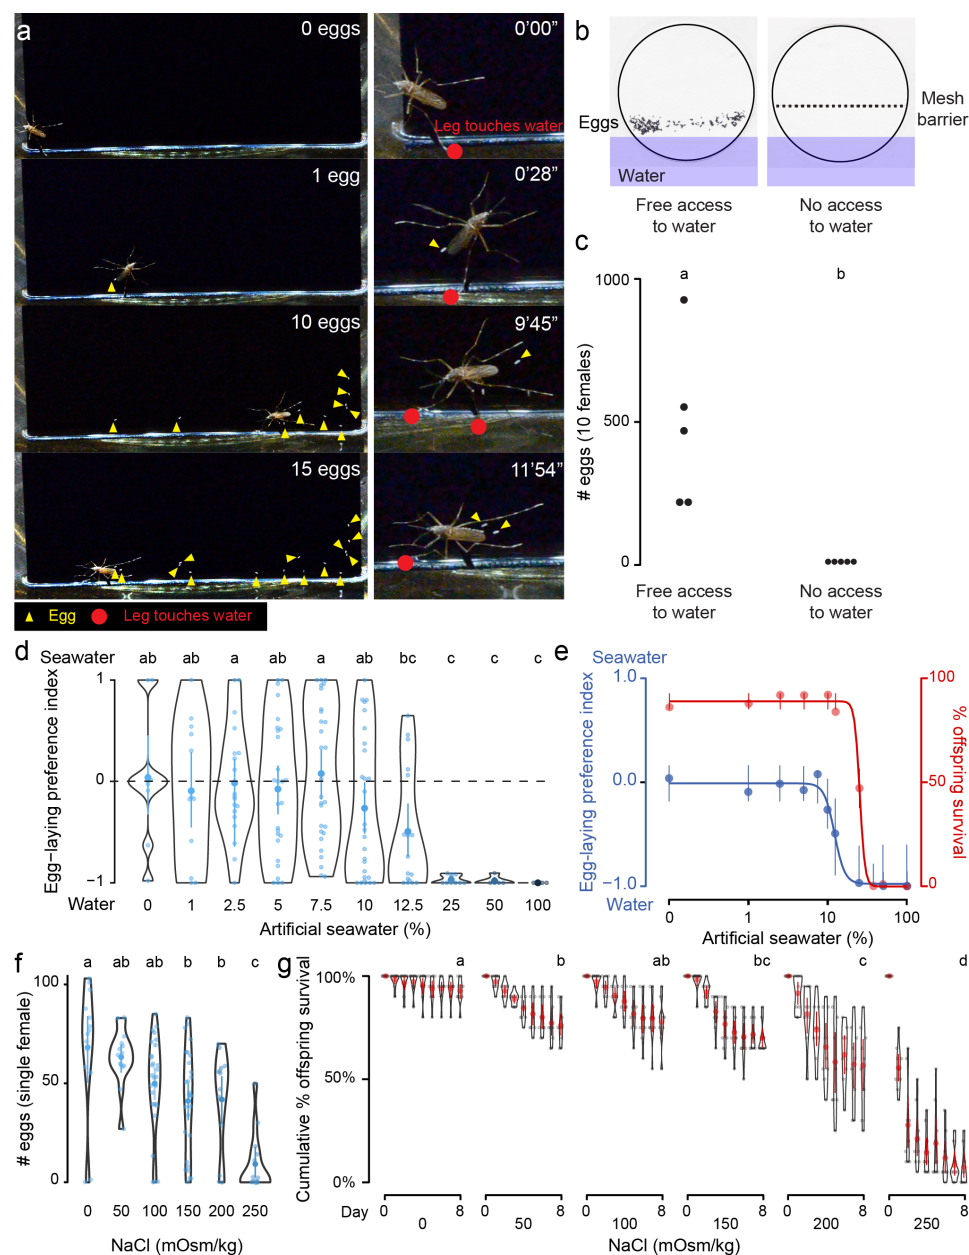 a
0 eggs
0’00”
Leg touches water
1 egg
0’28”
10 eggs
9’45”
15 eggs
11’54”
Egg
Leg touches water
b
Eggs
Water
Mesh
barrier
Free access
to water
No access
to water
c
a
b
1000
500
0
# eggs (10 females)
Free access
to water
No access
to water
d
Seawater
ab
ab
a
ab
a
ab
bc
c
c
c
1
0
−1
Egg−laying preference index
Water
0
1
2.5
5
7.5
10
12.5
25
50
100
Artificial seawater (%)
e
Seawater
1.0
0.0
−1.0
Egg-laying preference index
Water
100
50
0
% offspring survival
0
1
10
100
Artificial seawater (%)
f
a
ab
ab
b
b
c
100
50
0
# eggs (single female)
0
50
100
150
200
250
NaCl (mOsm/kg)
g
a
b
ab
bc
c
d
100%
50%
0%
Cumulative % offspring survival
Day
0
8
0
8
0
8
0
8
0
8
0
8
0
50
100
150
200
250
NaCl (mOsm/kg)